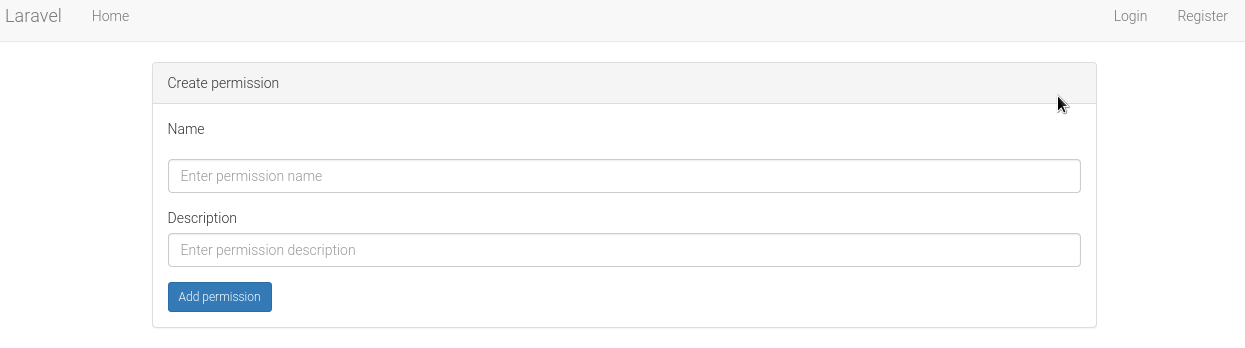 Laravel Home Login Register
Create permission
Name
Enter permission name
Description
Enter permission description
Add permission